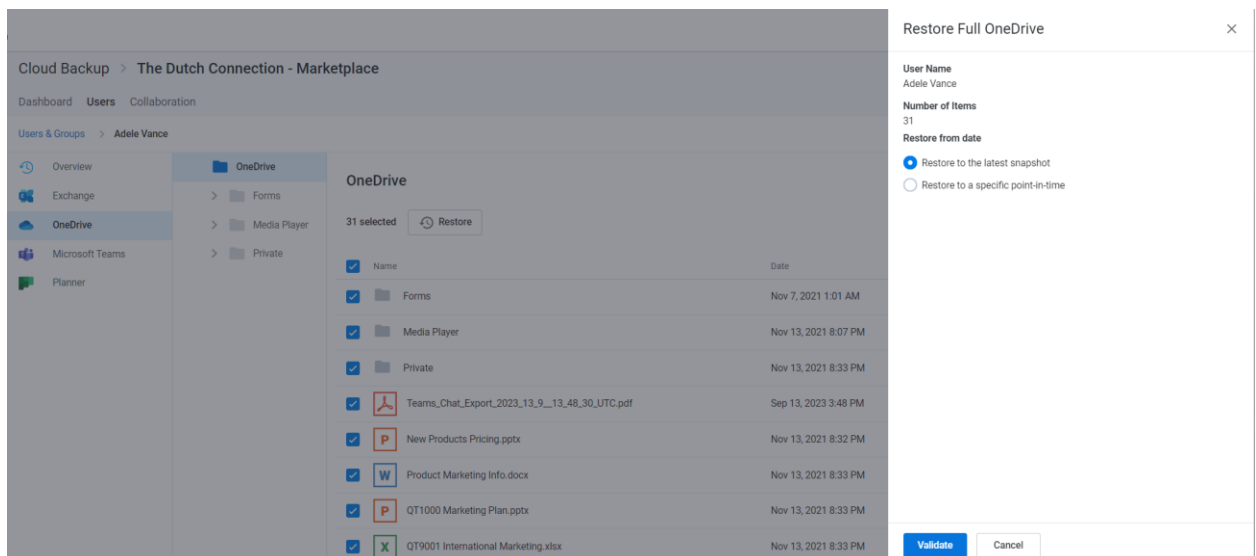 Cloud Backup > The Dutch Connection - Marketplace
Dashboard Users Collaboration
Users & Groups > Adele Vance
Overview
Exchange
OneDrive
Microsoft Teams
Planner
OneDrive
Forms
Media Player
Private
OneDrive
31 selected Restore
Name Date
Forms Nov 7, 2021 1:01 AM
Media Player Nov 13, 2021 8:07 PM
Private Nov 13, 2021 8:33 PM
Teams_Chat_Export_2023_13_9__13_48_30_UTC.pdf Sep 13, 2023 3:48 PM
P New Products Pricing.pptx Nov 13, 2021 8:32 PM
W Product Marketing Info.docx Nov 13, 2021 8:33 PM
P QT1000 Marketing Plan.pptx Nov 13, 2021 8:33 PM
X QT9001 International Marketing.xlsx Nov 13, 2021 8:33 PM
Restore Full OneDrive
User Name
Adele Vance
Number of Items
31
Restore from date
Restore to the latest snapshot
Restore to a specific point-in-time
Validate Cancel